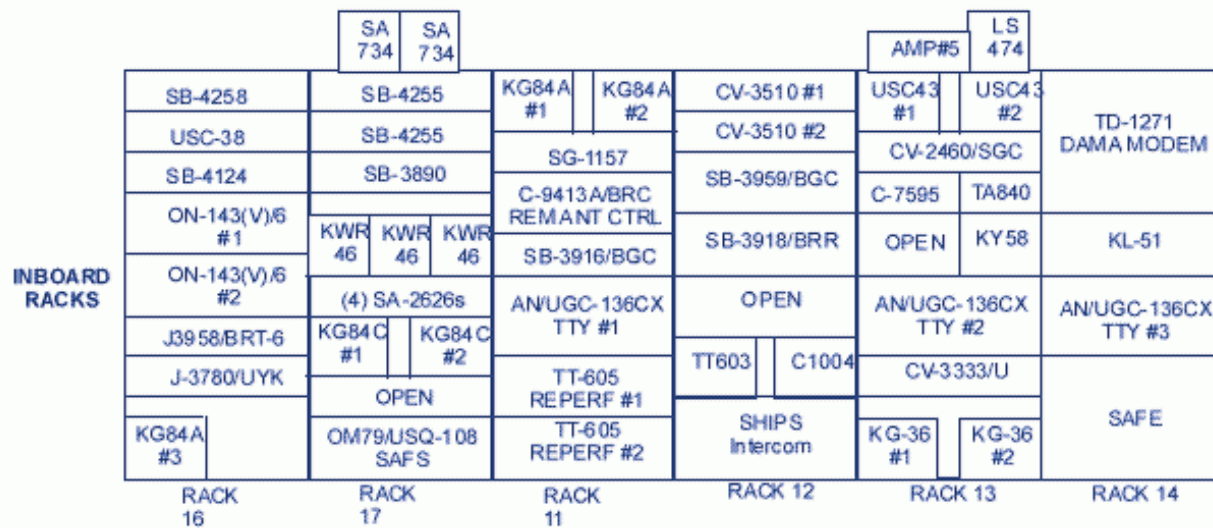 SA 734
SA 734
AMP#5
LS 474
INBOARD RACKS
SB-4258
USC-38
SB-4124
ON-143(V)/6
#1
ON-143(V)/6
#2
J3958/BRT-6
J-3780/UYK
KG84A
#3
RACK
16
SB-4255
SB-4255
SB-3890
KWR 46
KWR 46
KWR 46
(4) SA-2626s
KG84C
#1
KG84C
#2
OPEN
OM79/USQ-108
SAFS
RACK
17
KG84A
#1
KG84A
#2
SG-1157
C-9413A/BRC
REMANT CTRL
SB-3916/BGC
AN/UGC-136CX
TTY #1
TT-605
REPERF #1
TT-605
REPERF #2
RACK
11
CV-3510 #1
CV-3510 #2
SB-3959/BGC
SB-3918/BRR
OPEN
TT603
C1004
SHIPS
Intercom
RACK 12
USC43
#1
USC43
#2
CV-2460/SGC
C-7595
TA840
OPEN
KY58
AN/UGC-136CX
TTY #2
CV-3333/U
KG-36
#1
KG-36
#2
RACK 13
TD-1271
DAMA MODEM
KL-51
AN/UGC-136CX
TTY #3
SAFE
RACK 14